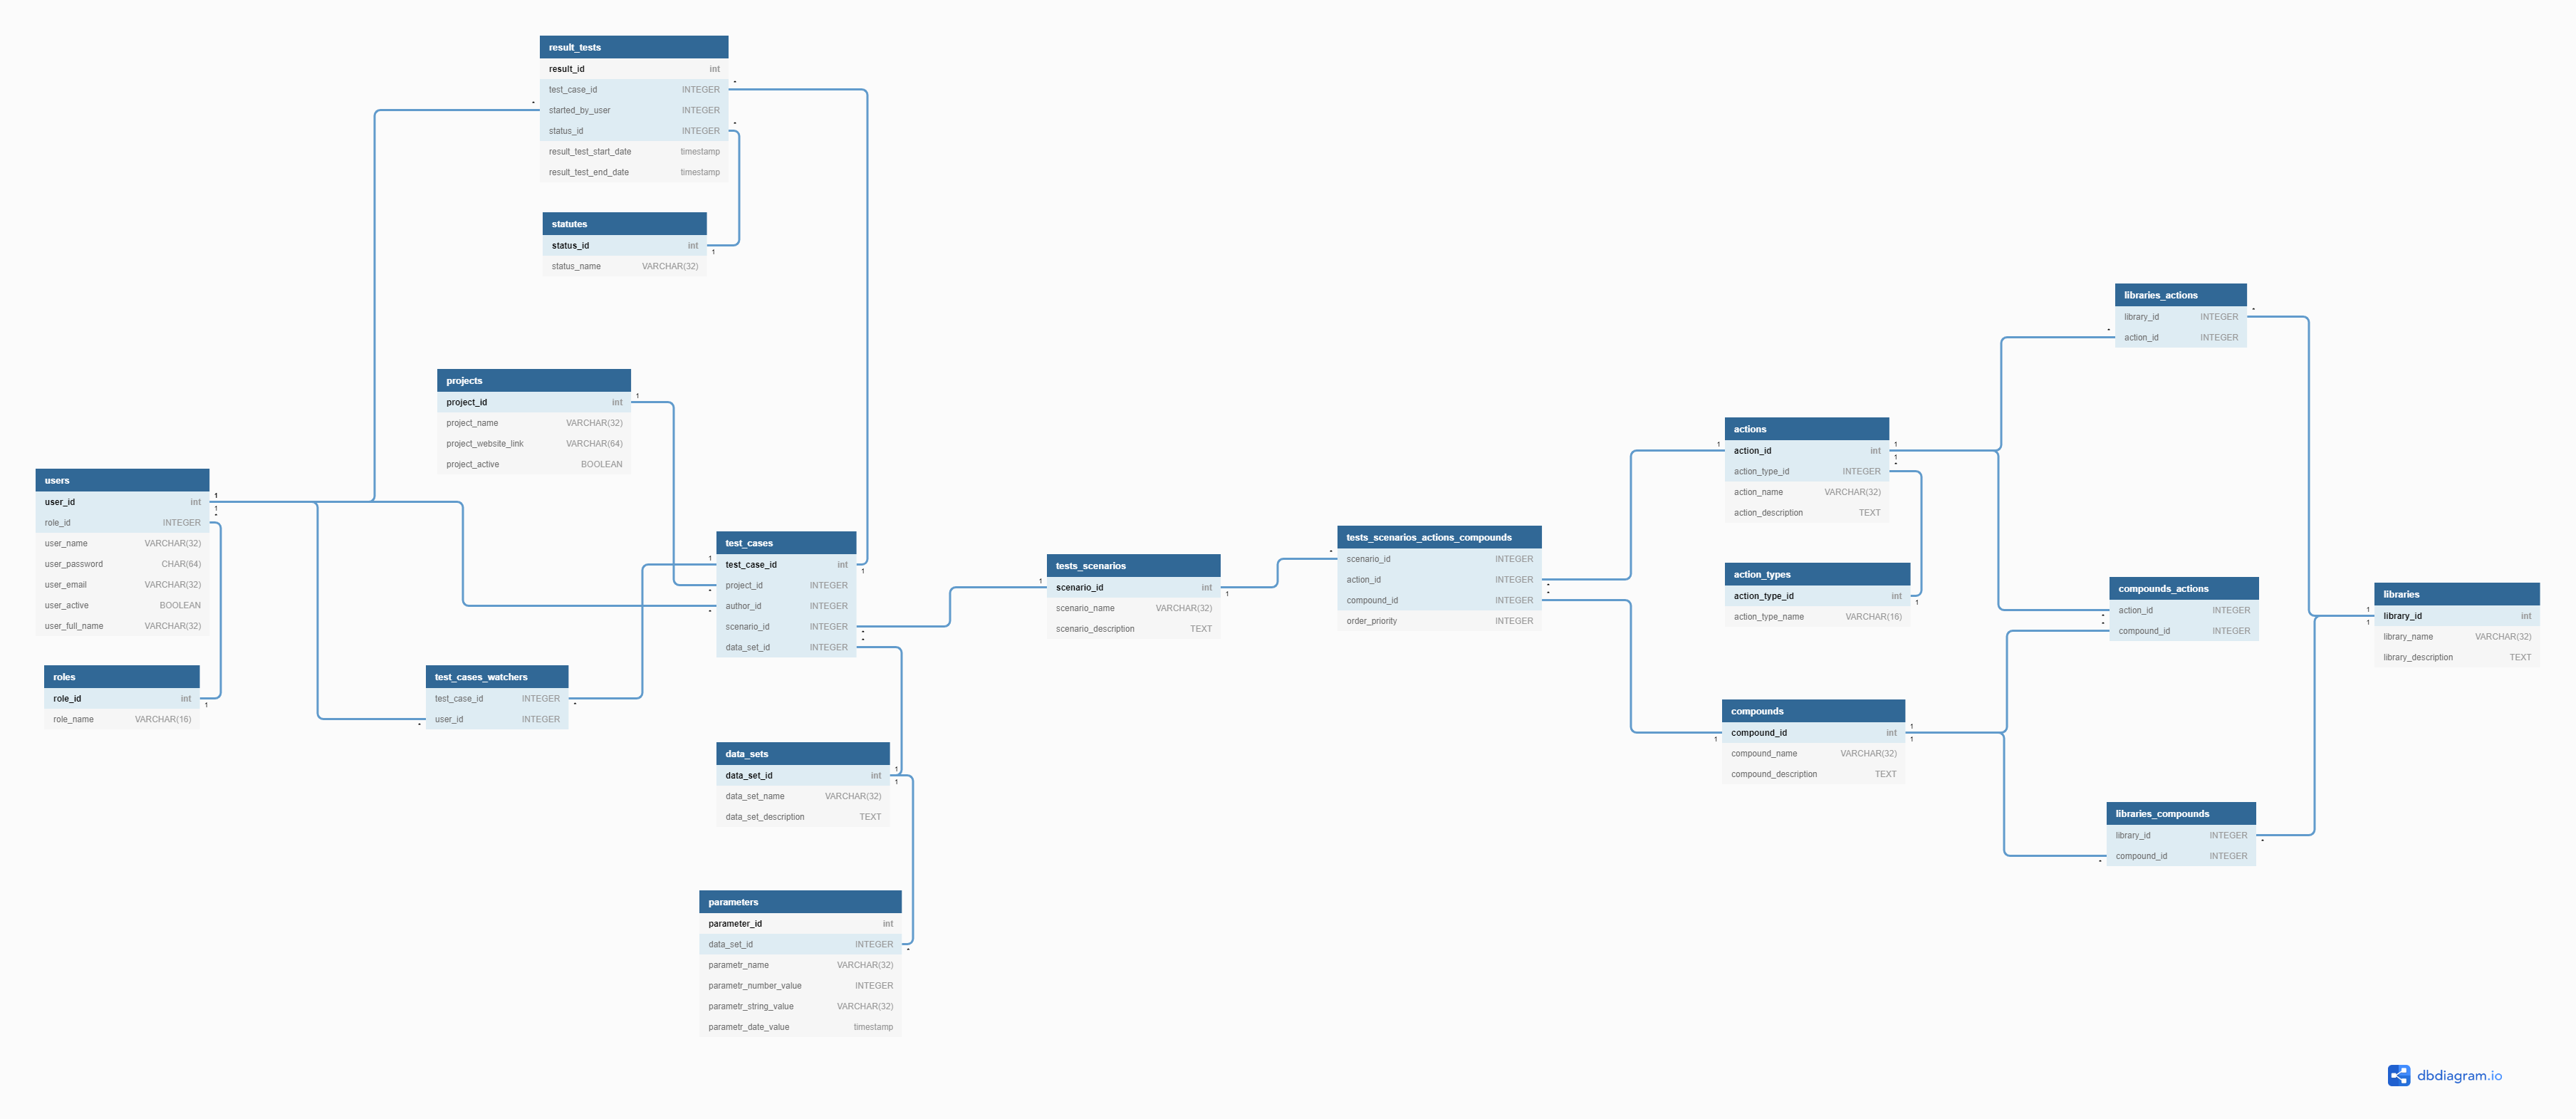 result_tests
result_id int
test_case_id INTEGER
started_by_user INTEGER
status_id INTEGER
result_test_start_date timestamp
result_test_end_date timestamp
statutes
status_id int
status_name VARCHAR(32)
projects
project_id int
project_name VARCHAR(32)
project_website_link VARCHAR(64)
project_active BOOLEAN
users
user_id int
role_id INTEGER
user_name VARCHAR(32)
user_password CHAR(64)
user_email VARCHAR(32)
user_active BOOLEAN
user_full_name VARCHAR(32)
roles
role_id int
role_name VARCHAR(16)
test_cases_watchers
test_case_id INTEGER
user_id INTEGER
test_cases
test_case_id int
project_id INTEGER
author_id INTEGER
scenario_id INTEGER
data_set_id INTEGER
data_sets
data_set_id int
data_set_name VARCHAR(32)
data_set_description TEXT
parameters
parameter_id int
data_set_id INTEGER
parametr_name VARCHAR(32)
parametr_number_value INTEGER
parametr_string_value VARCHAR(32)
parametr_date_value timestamp
tests_scenarios
scenario_id int
scenario_name VARCHAR(32)
scenario_description TEXT
tests_scenarios_actions_compounds
scenario_id INTEGER
action_id INTEGER
compound_id INTEGER
order_priority INTEGER
actions
action_id int
action_type_id INTEGER
action_name VARCHAR(32)
action_description TEXT
action_types
action_type_id int
action_type_name VARCHAR(16)
compounds
compound_id int
compound_name VARCHAR(32)
compound_description TEXT
libraries_actions
library_id INTEGER
action_id INTEGER
compounds_actions
action_id INTEGER
compound_id INTEGER
libraries_compounds
library_id INTEGER
compound_id INTEGER
libraries
library_id int
library_name VARCHAR(32)
library_description TEXT
dbdiagram.io